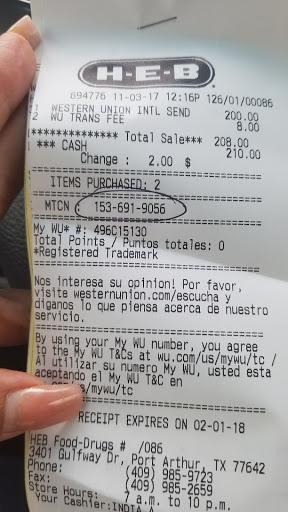 H-E-B
694776 11-03-17 12:16P 126/01/00086
1 WESTERN UNION INTL SEND 200.00
2 WU TRANS FEE 8.00
************** Total Sale*** 208.00
*** CASH 210.00
Change : 2.00 $
ITEMS PURCHASED: 2
MTCN : 153-691-9056
My WU* #: 496C15130
Total Points / Puntos totales: 0
*Registered Trademark
Nos interesa su opinion! Por favor,
visite westernunion.com/escucha y
diganos lo que piensa acerca de nuestro
servicio.
By using your My WU number, you agree
to the My WU T&Cs at wu.com/us/mywu/tc /
Al utilizar su numero My WU, usted esta
aceptando el My WU T&C en
/mywu/tc
RECEIPT EXPIRES ON 02-01-18
HEB Food-Drugs # /086
3401 Gulfway Dr, Port Arthur, TX 77642
Phone: (409) 985-9723
Fax: (409) 985-2659
Store Hours: 7 a.m. to 10 p.m.
Your Cashier: INDIA